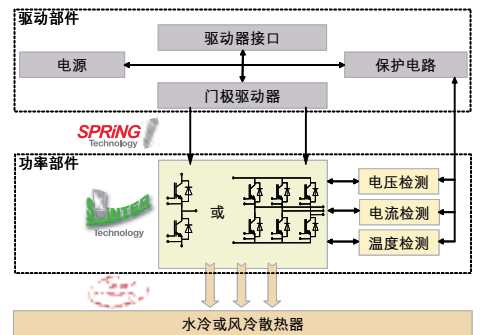 驱动部件
驱动器接口
电源
保护电路
门极驱动器
SPRiNG
Technology
功率部件
或
电压检测
电流检测
温度检测
SINTER
Technology
水冷或风冷散热器